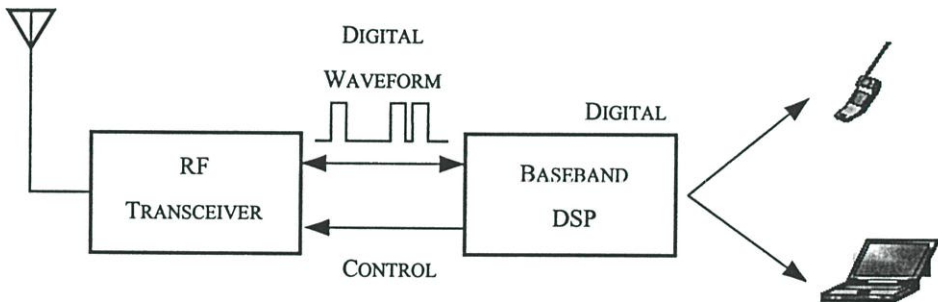 DIGITAL
WAVEFORM
DIGITAL
RF
TRANSCEIVER
BASEBAND
DSP
CONTROL